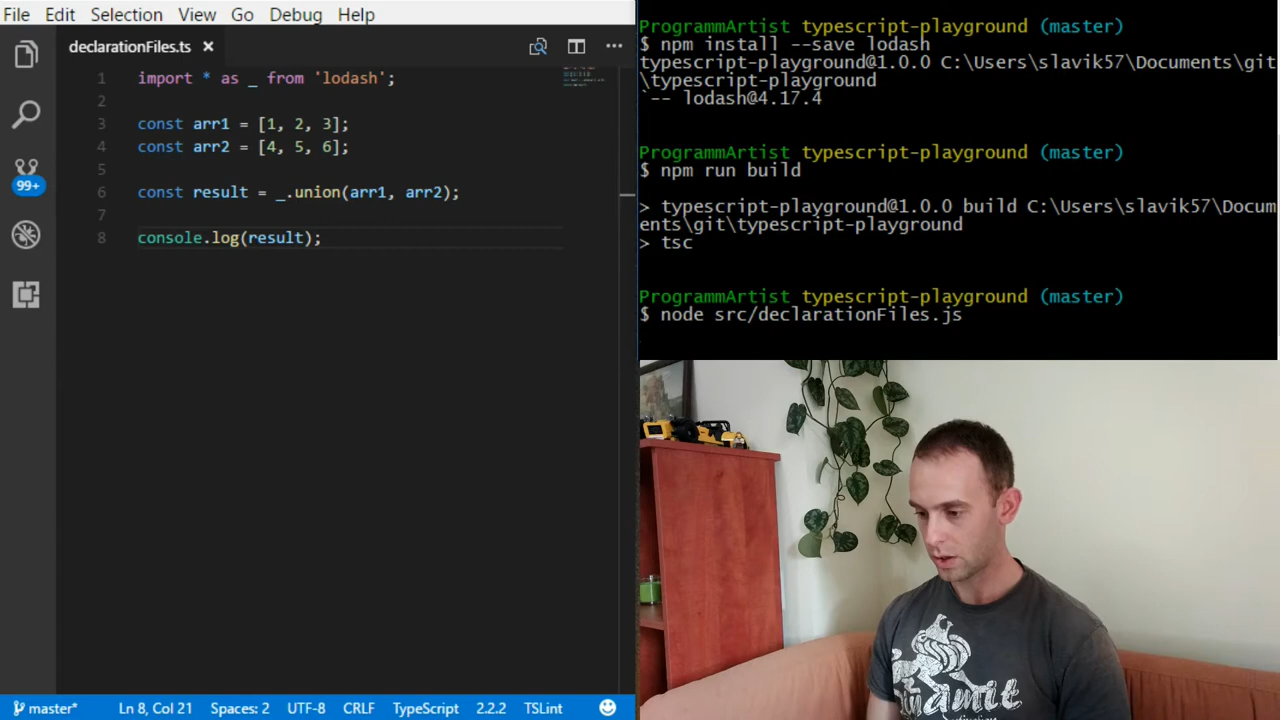 File Edit Selection View Go Debug Help
declarationFiles.ts
1 import * as _ from 'lodash';
2
3 const arr1 = [1, 2, 3];
4 const arr2 = [4, 5, 6];
5
6 const result = _.union(arr1, arr2);
7
8 console.log(result);
99+
master* Ln 8, Col 21 Spaces: 2 UTF-8 CRLF TypeScript 2.2.2 TSLint
ProgrammArtist typescript-playground (master)
$ npm install --save lodash
typescript-playground@1.0.0 C:\Users\slavik57\Documents\git
\typescript-playground
`-- lodash@4.17.4
ProgrammArtist typescript-playground (master)
$ npm run build
> typescript-playground@1.0.0 build C:\Users\slavik57\Docum
ents\git\typescript-playground
> tsc
ProgrammArtist typescript-playground (master)
$ node src/declarationFiles.js